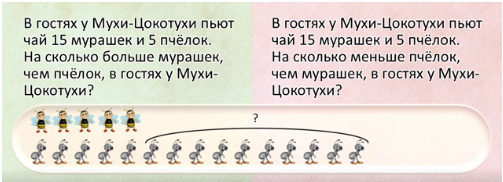 В гостях у Мухи-Цокотухи пьют
чай 15 мурашек и 5 пчёлок.
На сколько больше мурашек,
чем пчёлок, в гостях у Мухи-
Цокотухи?
В гостях у Мухи-Цокотухи пьют
чай 15 мурашек и 5 пчёлок.
На сколько меньше пчёлок,
чем мурашек, в гостях у Мухи-
Цокотухи?
?